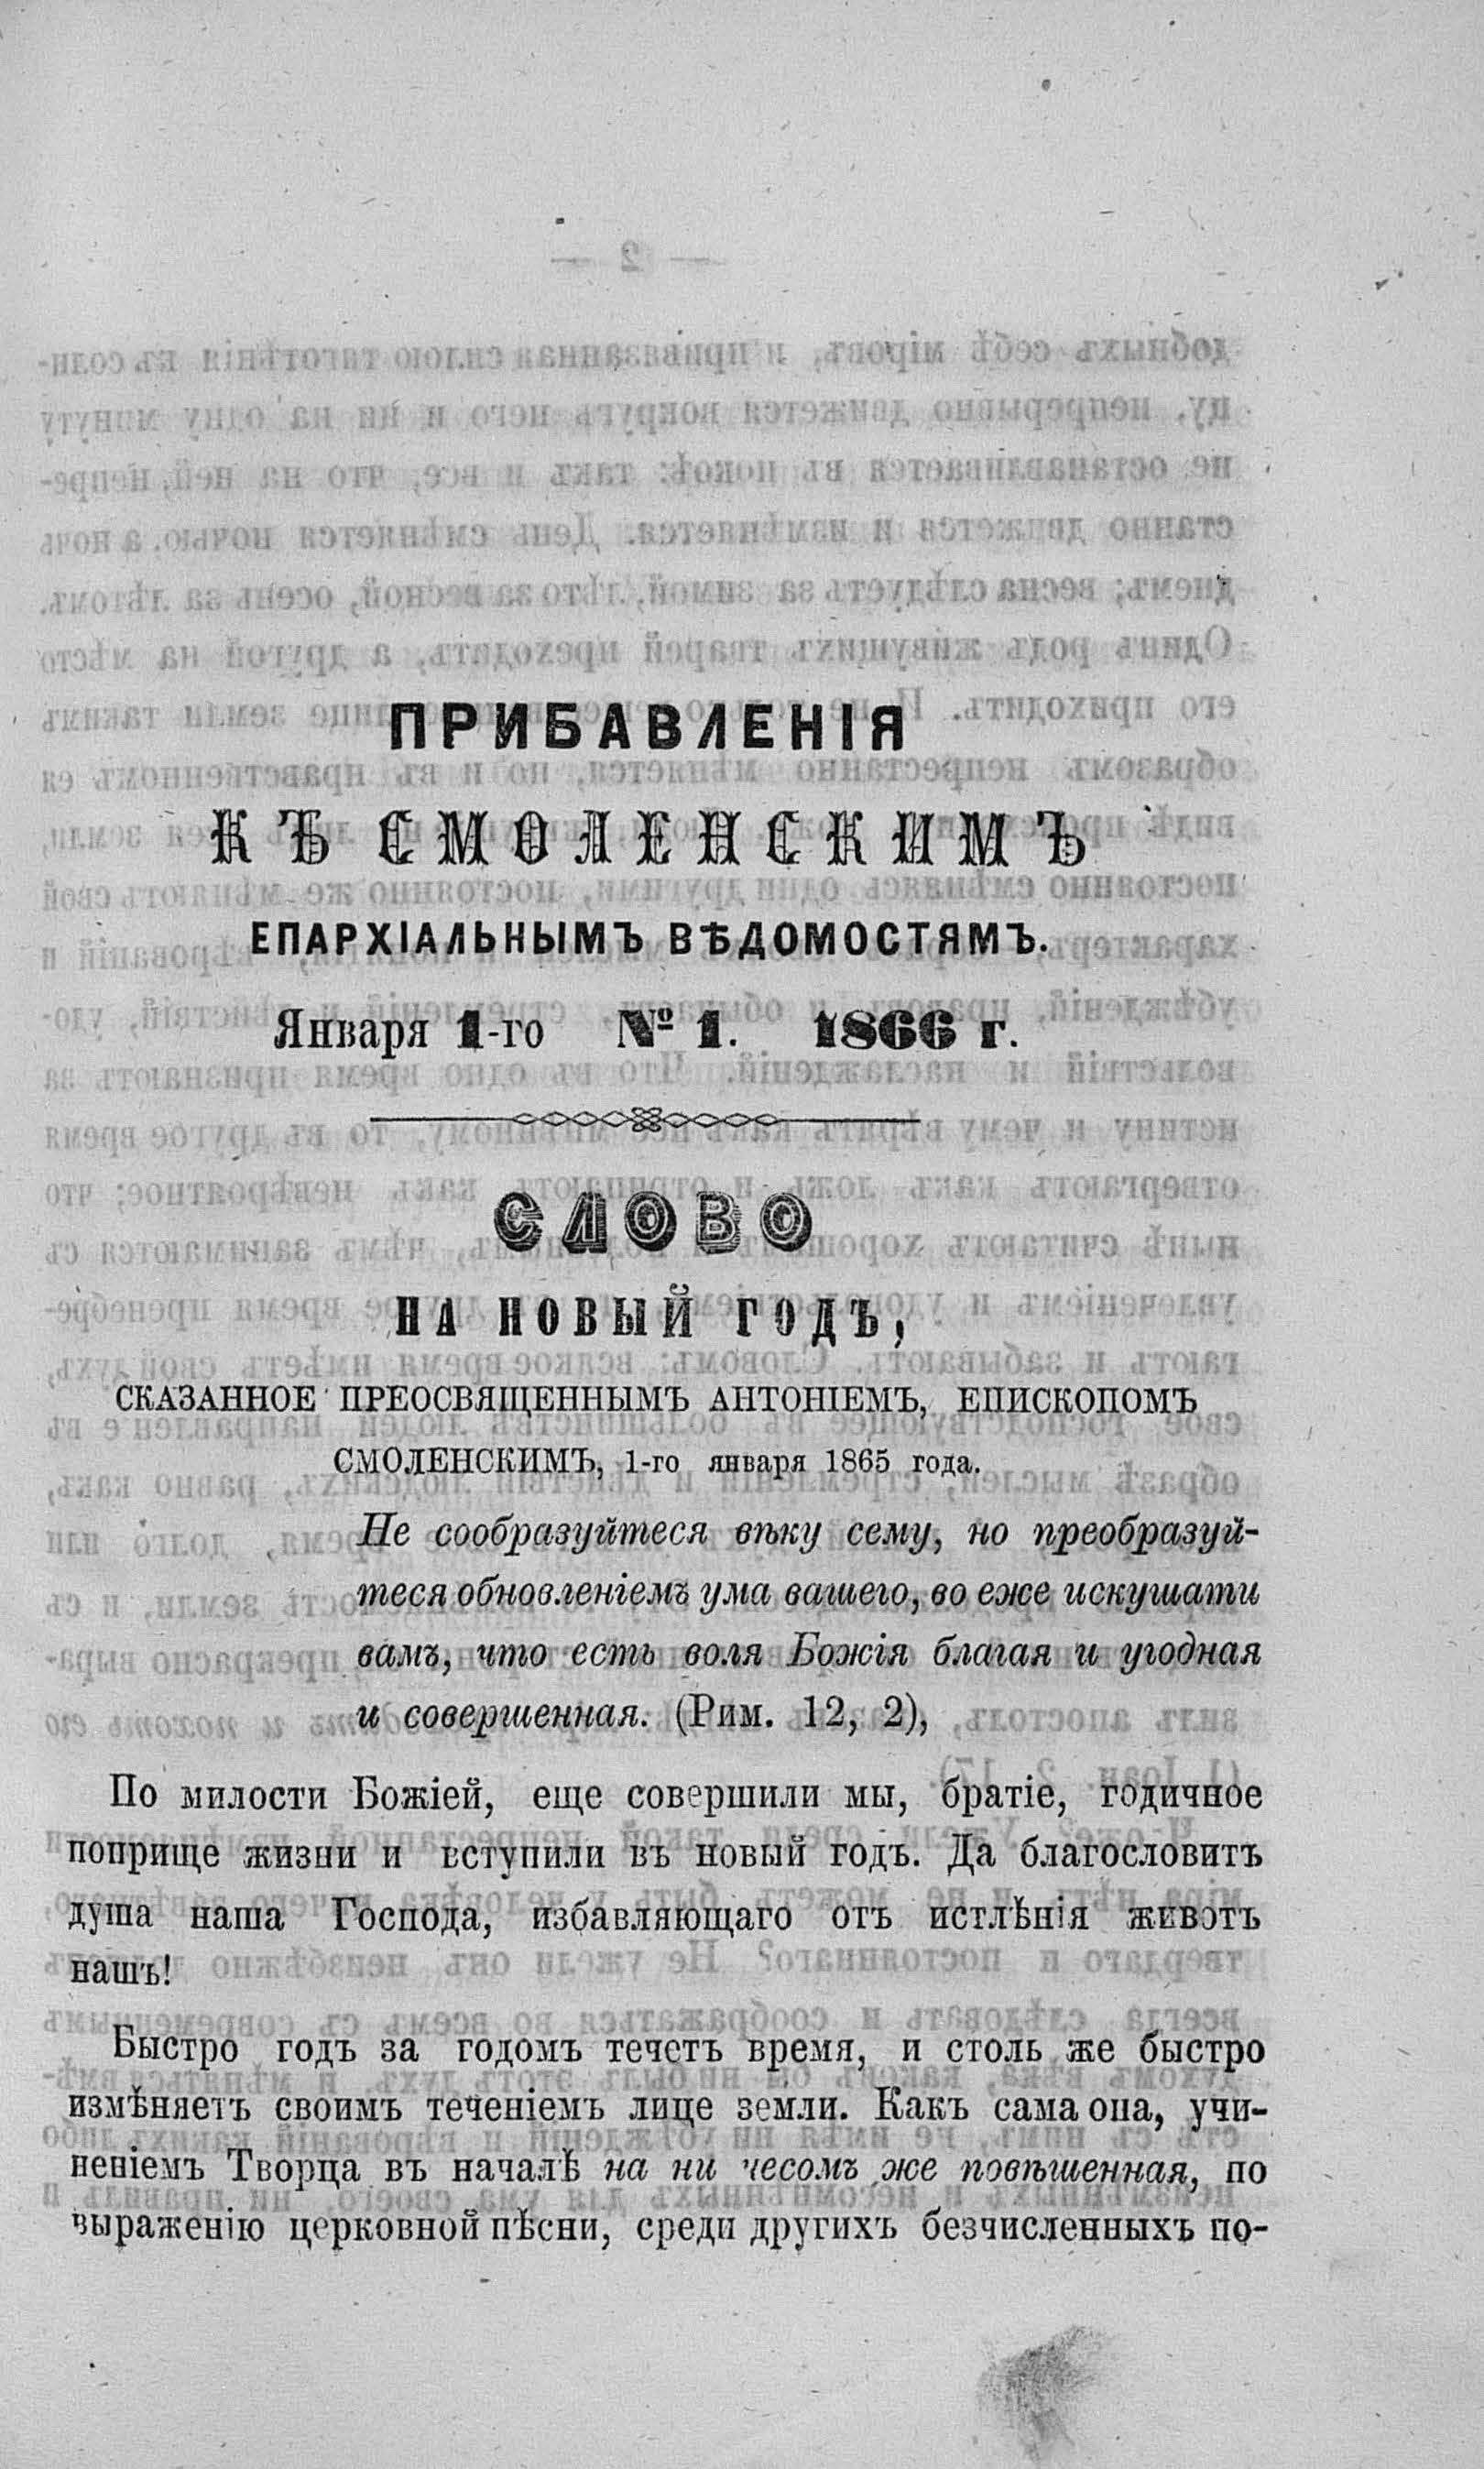 ПРИБАВЛЕНІЯ
КЪ СМОЛЕНСКИМЪ
ЕПАРХІАЛЬНЫМЪ ВѢДОМОСТЯМЪ.
Января 1-го № 1. 1866 г.
СЛОВО
НА НОВЫЙ ГОДЪ,
СКАЗАННОЕ ПРЕОСВЯЩЕННЫМЪ АНТОНІЕМЪ, ЕПИСКОПОМЪ
СМОЛЕНСКИМЪ, 1-го января 1865 года.
Не сообразуйтеся вѣку сему, но преобразуй-
теся обновленіемъ ума вашего, во еже искушати
вамъ, что есть воля Божія благая и угодная
и совершенная. (Рим. 12, 2),
По милости Божіей, еще совершили мы, братіе, годичное
поприще жизни и вступили въ новый годъ. Да благословитъ
душа наша Господа, избавляющаго отъ истлѣнія животъ
нашъ!
Быстро годъ за годомъ течетъ время, и столь же быстро
измѣняетъ своимъ теченіемъ лице земли. Какъ сама она, учи-
неніемъ Творца въ началѣ на ни чесомъ же повѣшенная, по
выраженію церковной пѣсни, среди другихъ безчисленныхъ по-